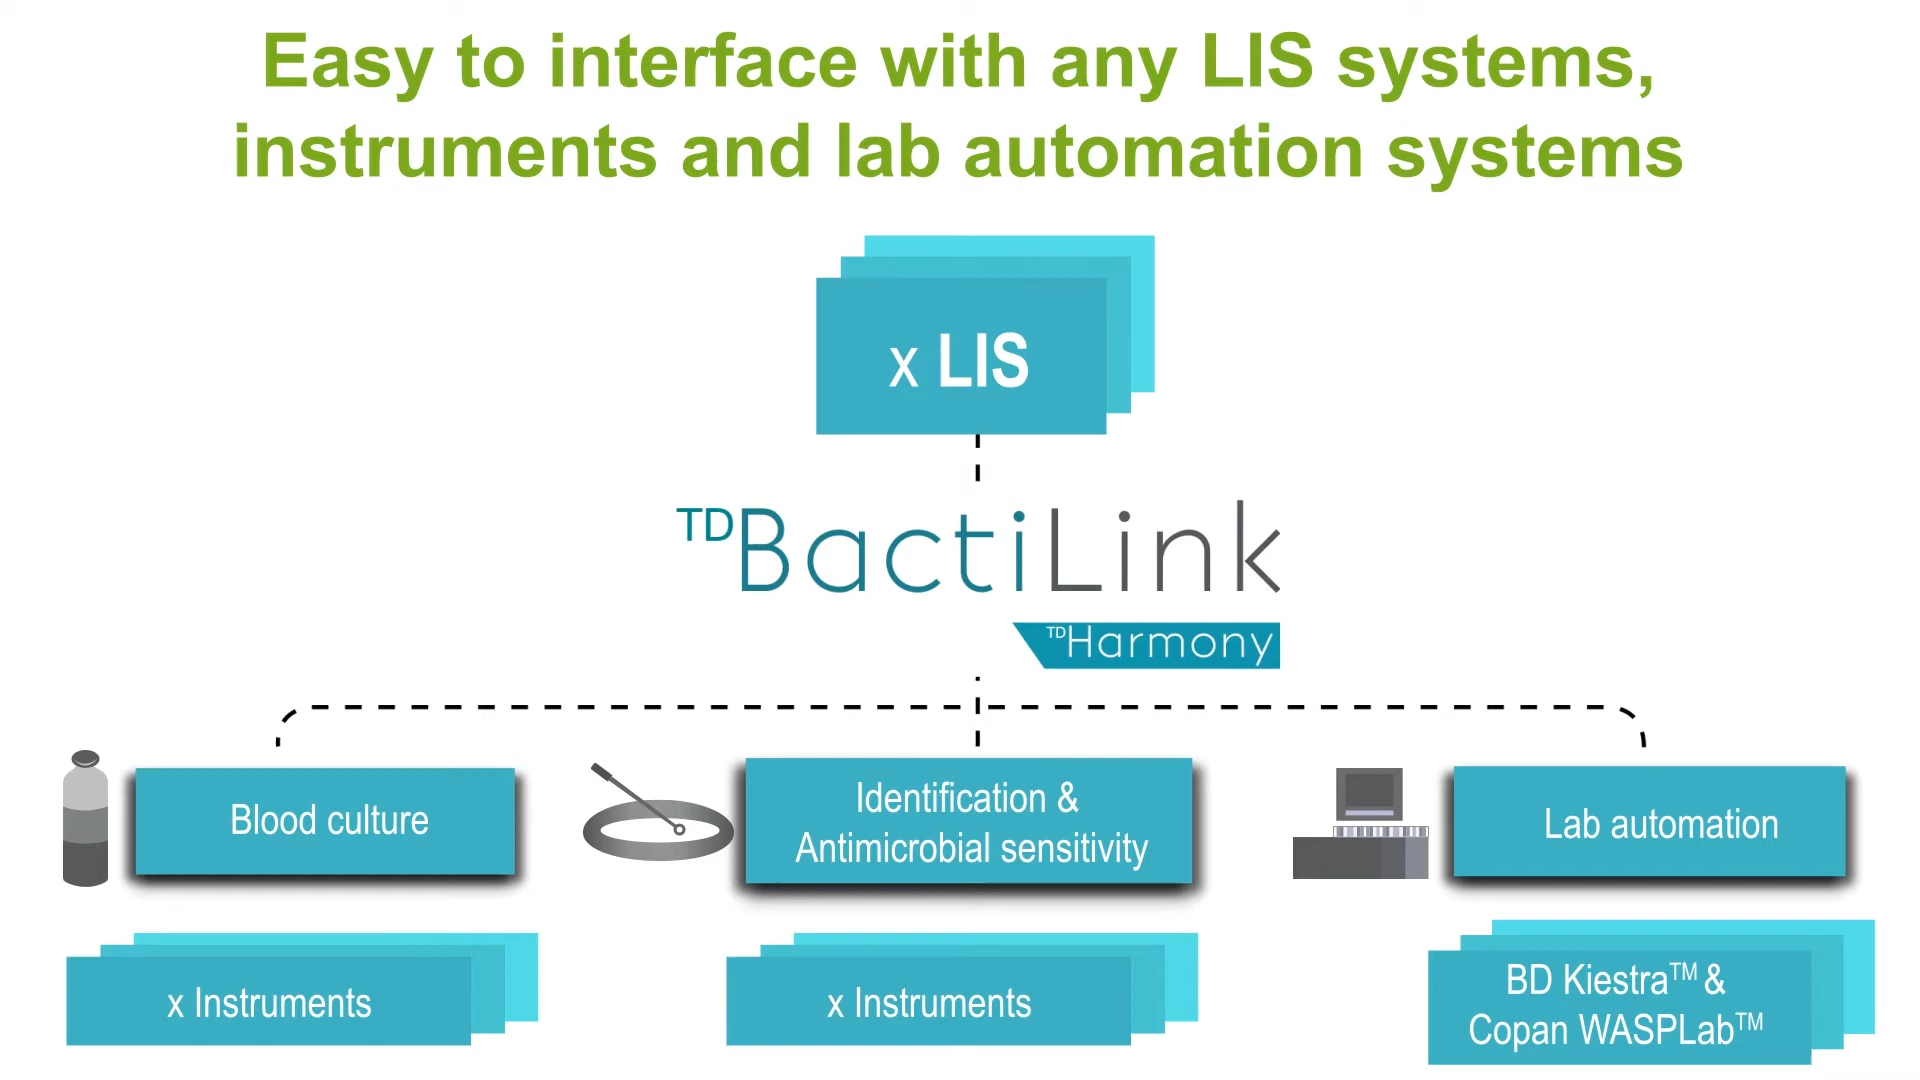 Easy to interface with any LIS systems,
instruments and lab automation systems
x LIS
TDBactiLink
TDHarmony
Blood culture
Identification &
Antimicrobial sensitivity
Lab automation
x Instruments
x Instruments
BD Kiestra™ &
Copan WASPLab™